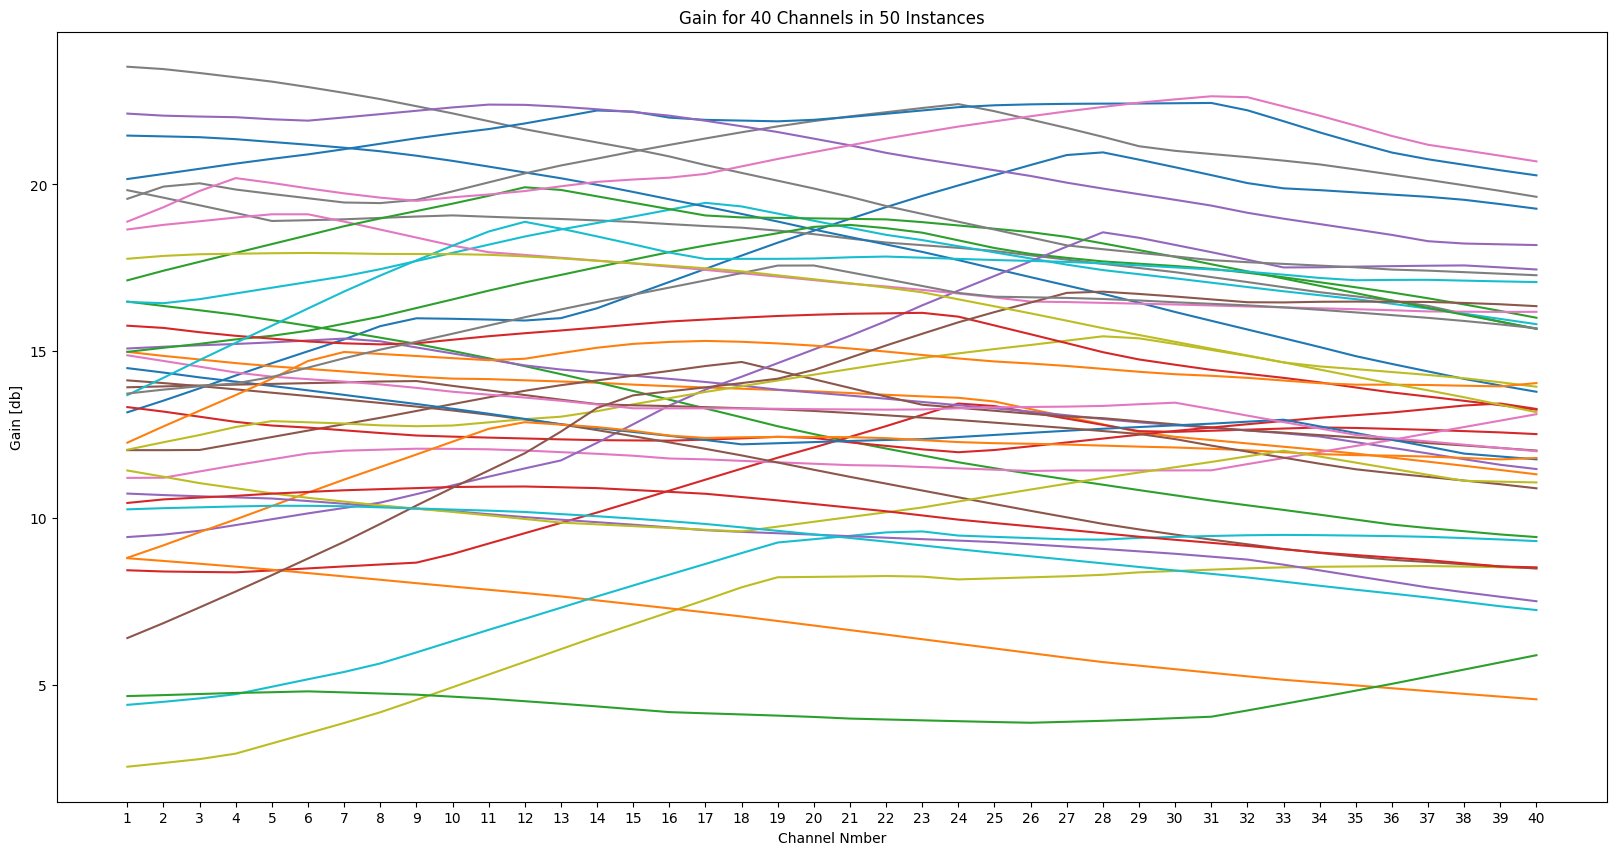 Gain for 40 Channels in 50 Instances
Gain [db]
20
15
10
5
1 2 3 4 5 6 7 8 9 10 11 12 13 14 15 16 17 18 19 20 21 22 23 24 25 26 27 28 29 30 31 32 33 34 35 36 37 38 39 40
Channel Nmber